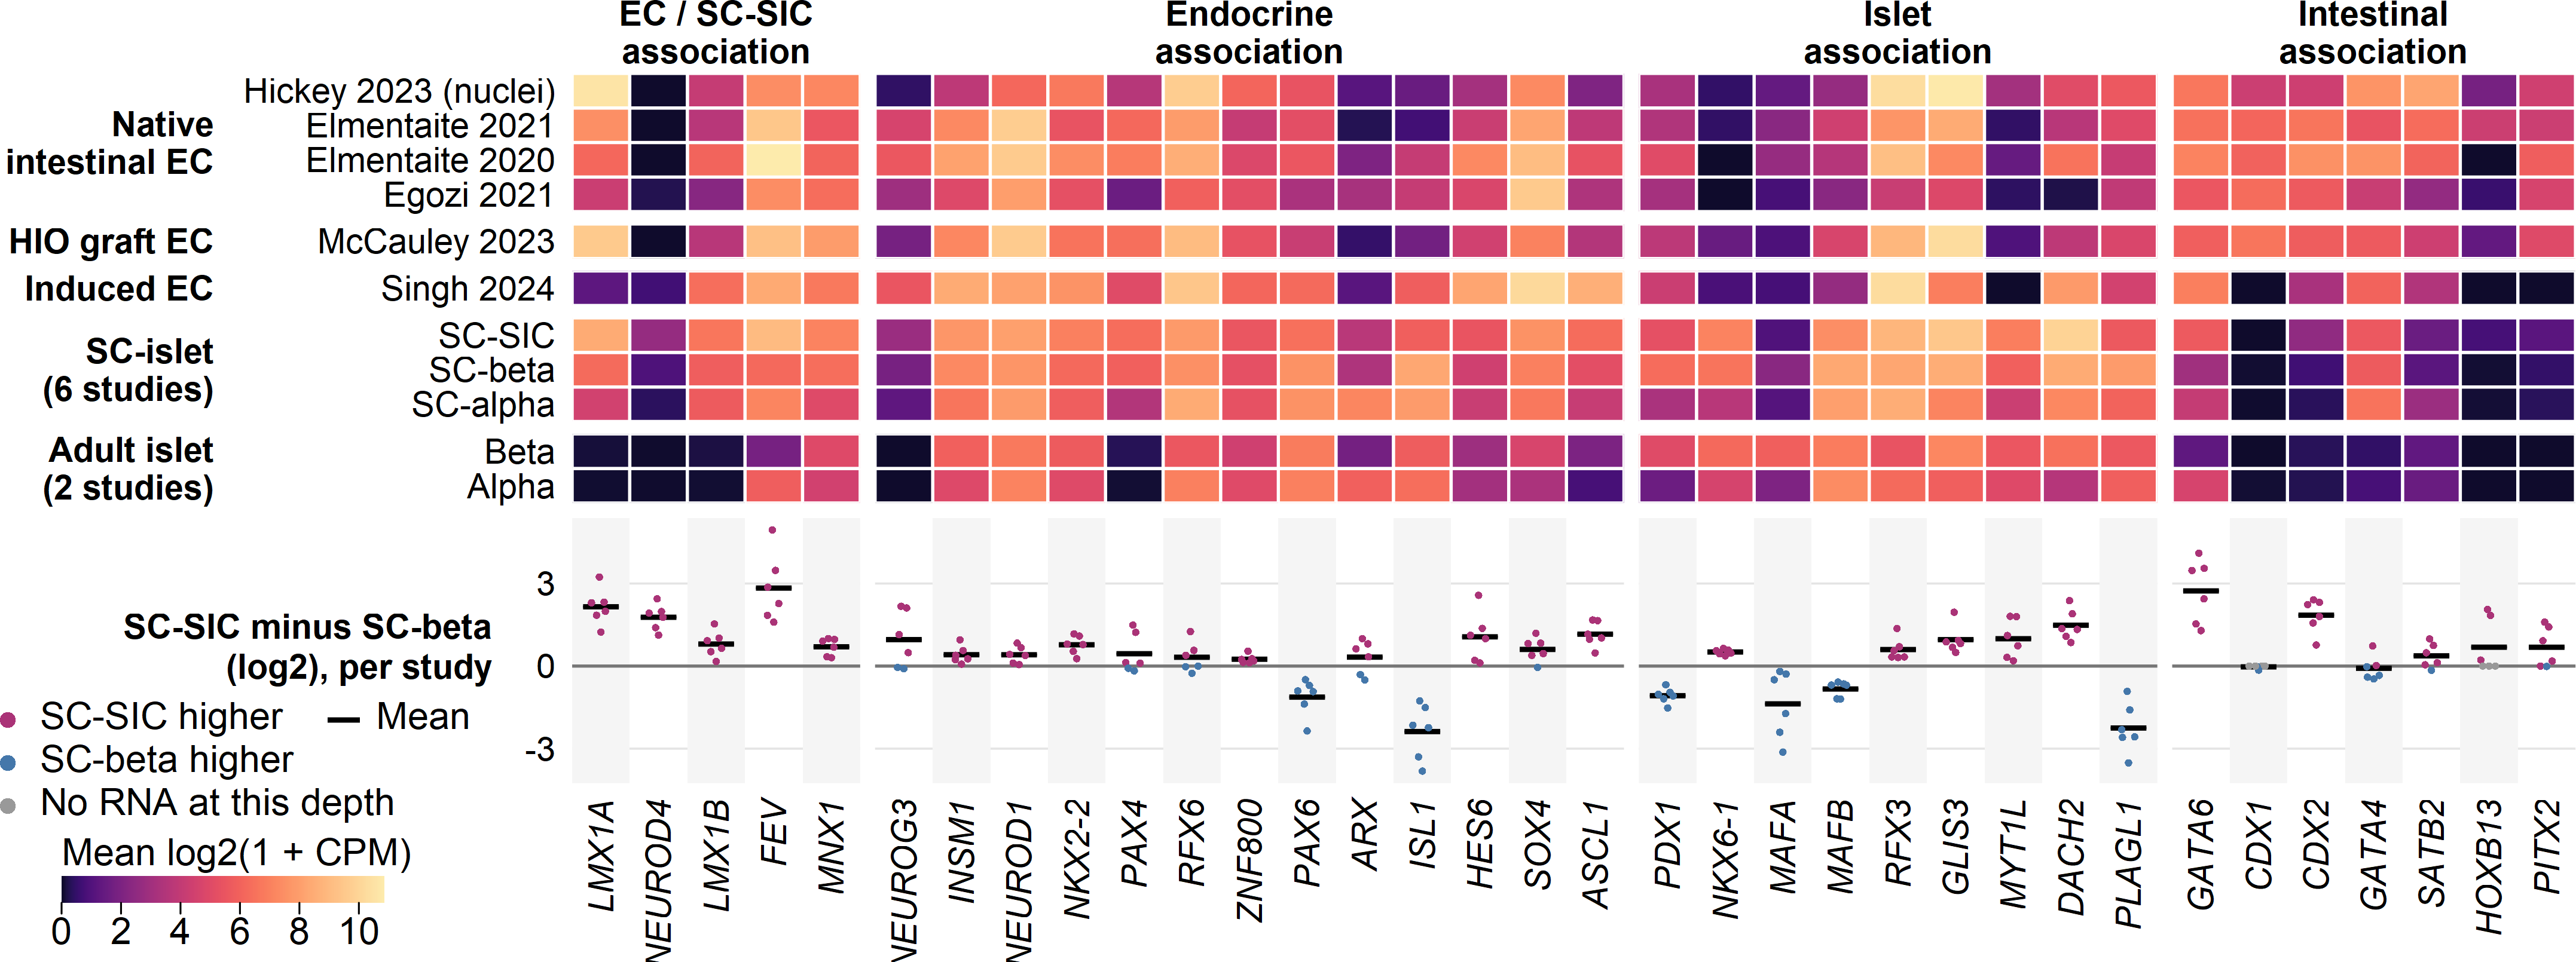 EC / SC-SIC association
Endocrine association
Islet association
Intestinal association
Native intestinal EC
Hickey 2023 (nuclei)
Elmentaite 2021
Elmentaite 2020
Egozi 2021
HIO graft EC
McCauley 2023
Induced EC
Singh 2024
SC-islet (6 studies)
SC-SIC
SC-beta
SC-alpha
Adult islet (2 studies)
Beta
Alpha
3
0
-3
SC-SIC minus SC-beta
(log2), per study
SC-SIC higher
Mean
SC-beta higher
No RNA at this depth
Mean log2(1 + CPM)
0 2 4 6 8 10
LMX1A
NEUROD4
LMX1B
FEV
MNX1
NEUROG3
INSM1
NEUROD1
NKX2-2
PAX4
RFX6
ZNF800
PAX6
ARX
ISL1
HES6
SOX4
ASCL1
PDX1
NKX6-1
MAFA
MAFB
RFX3
GLIS3
MYT1L
DACH2
PLAGL1
GATA6
CDX1
CDX2
GATA4
SATB2
HOXB13
PITX2